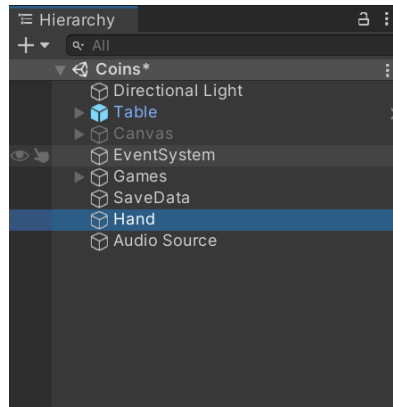 Hierarchy
All
Coins*
Directional Light
Table
Canvas
EventSystem
Games
SaveData
Hand
Audio Source